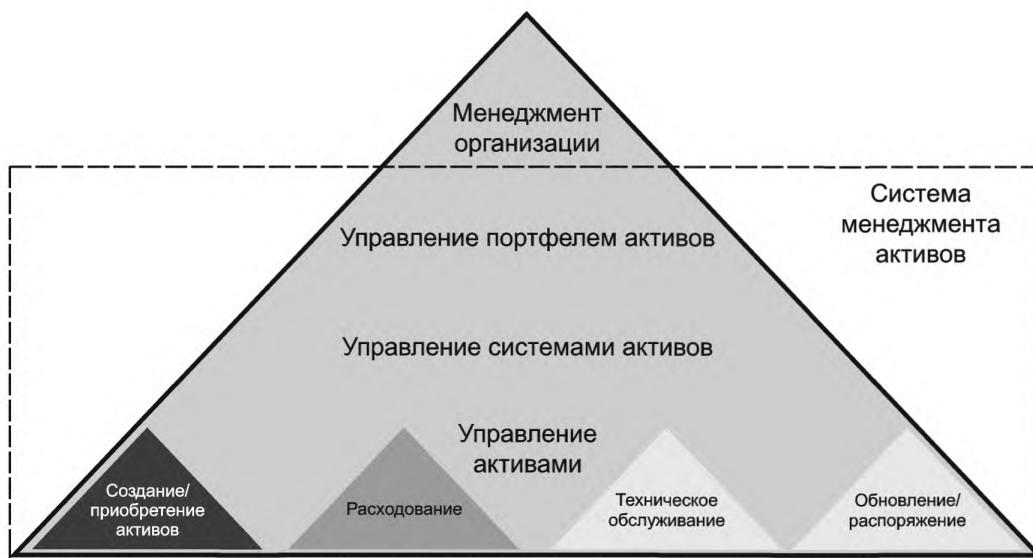 Менеджмент
организации
Система
менеджмента
активов
Управление портфелем активов
Управление системами активов
Управление
активами
Создание/
приобретение
активов
Расходование
Техническое
обслуживание
Обновление/
распоряжение